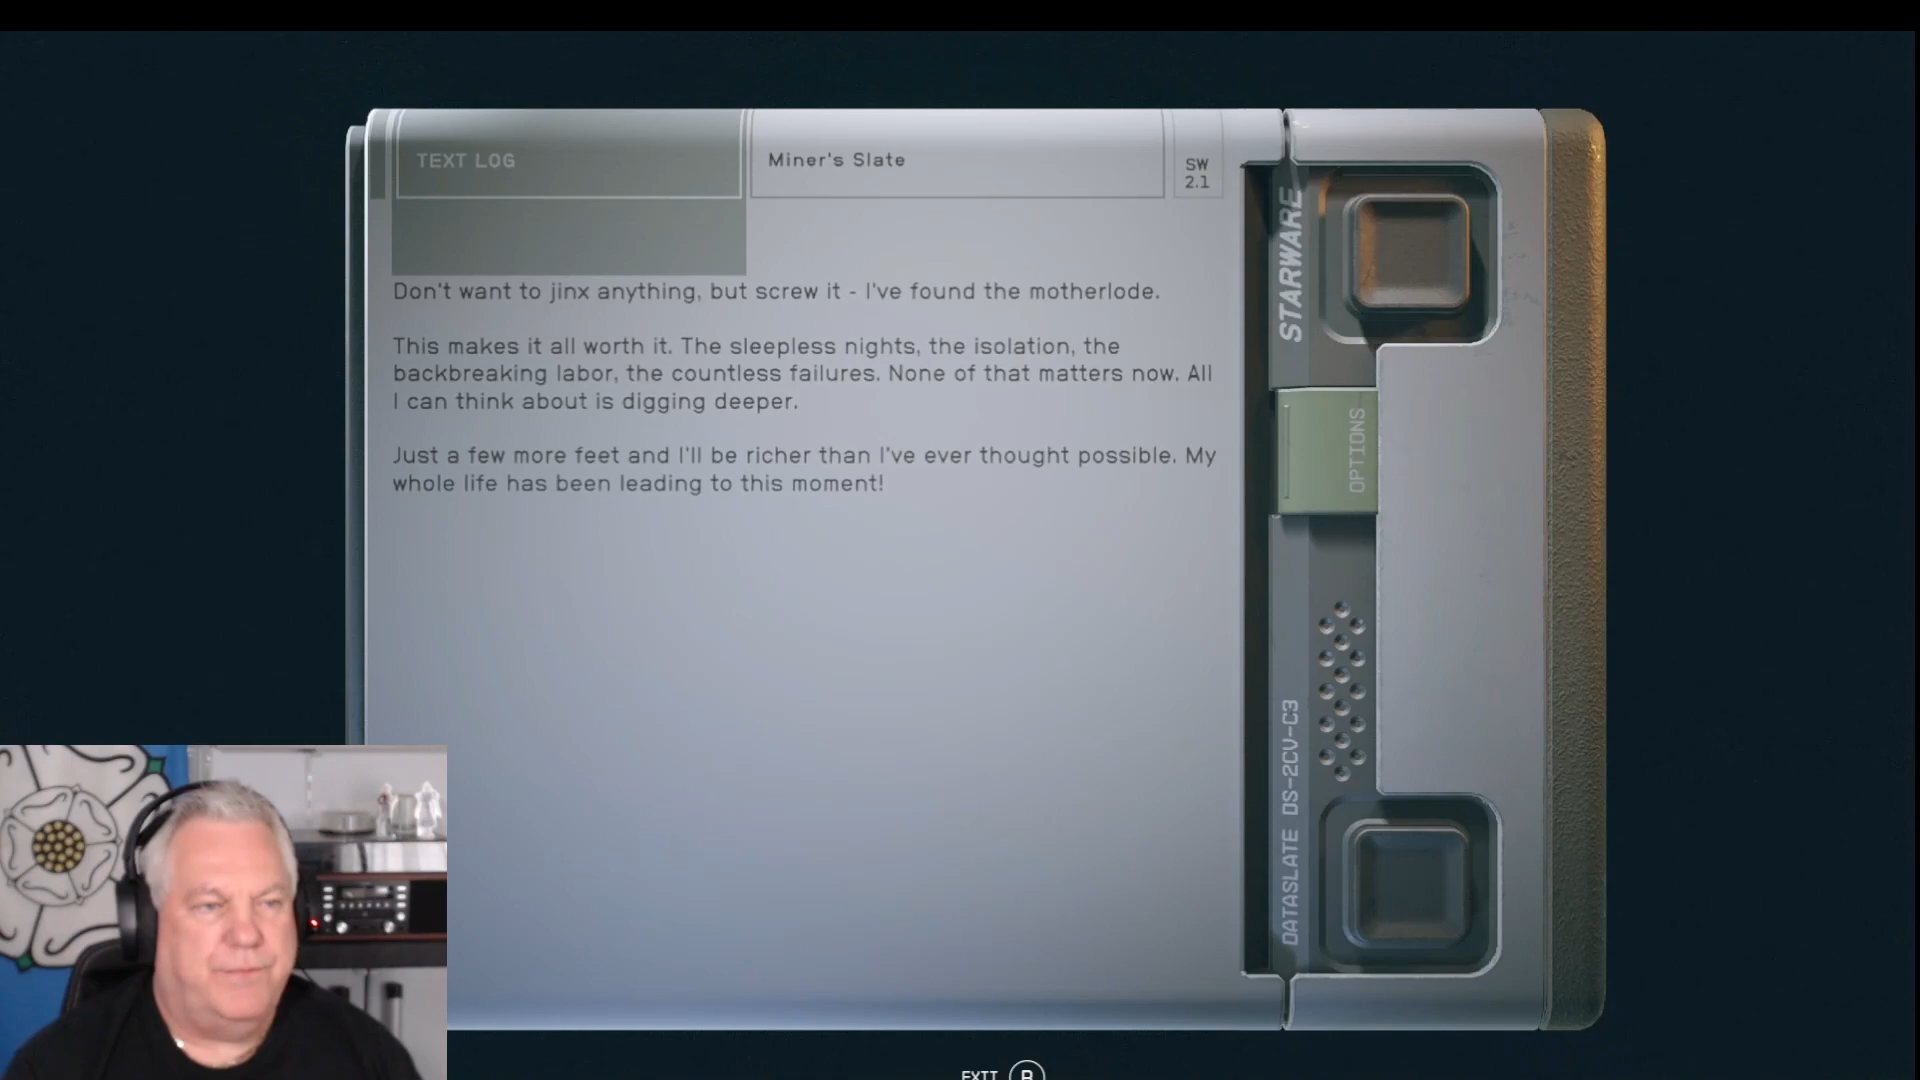 TEXT LOG
Miner's Slate
SW
2.1
Don't want to jinx anything, but screw it - I've found the motherlode.
This makes it all worth it. The sleepless nights, the isolation, the
backbreaking labor, the countless failures. None of that matters now. All
I can think about is digging deeper.
Just a few more feet and I'll be richer than I've ever thought possible. My
whole life has been leading to this moment!
STARWARE
OPTIONS
DATASLATE DS-2CV-C3
EXIT B